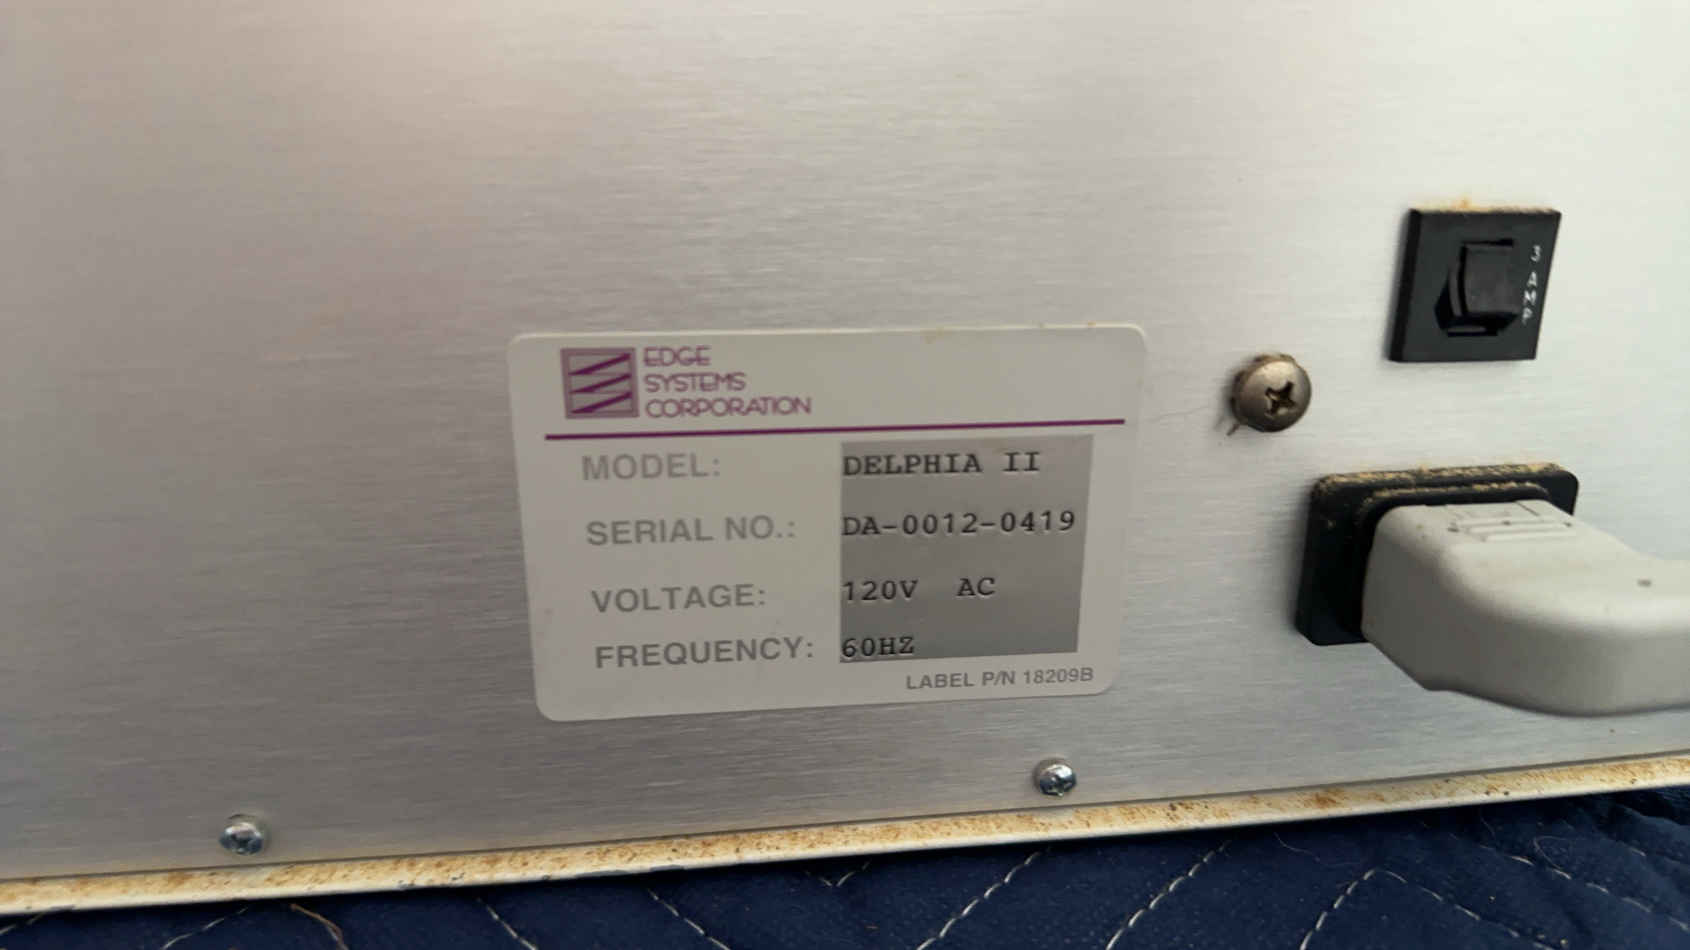 EDGE
SYSTEMS
CORPORATION
MODEL: DELPHIA II
SERIAL NO.: DA-0012-0419
VOLTAGE: 120V AC
FREQUENCY: 60HZ
LABEL P/N 18209B
AMP